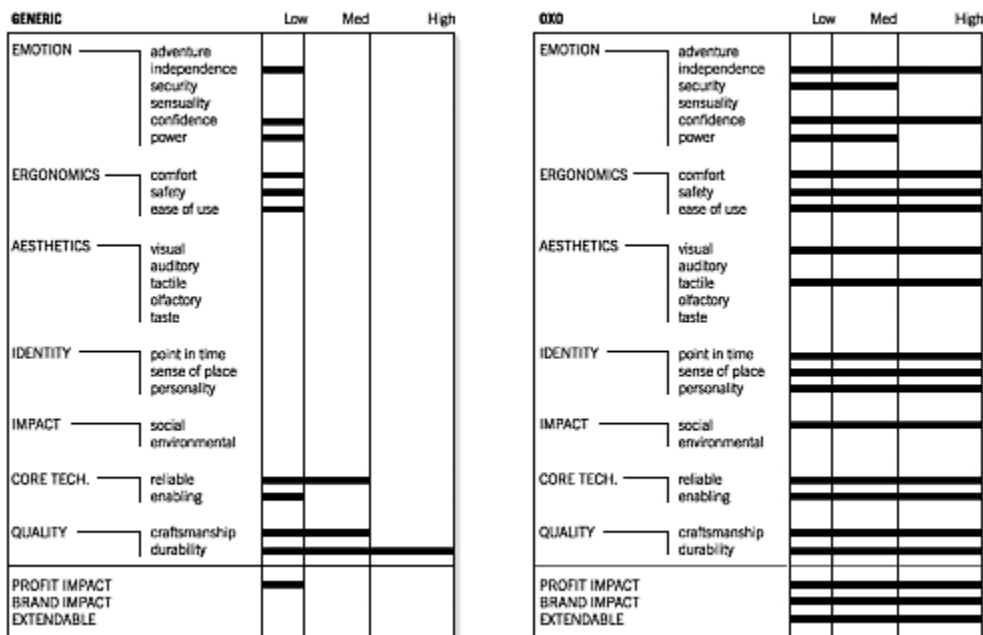 GENERIC Low Med High
EMOTION adventure
independence
security
sensuality
confidence
power
ERGONOMICS comfort
safety
ease of use
AESTHETICS visual
auditory
tactile
olfactory
taste
IDENTITY point in time
sense of place
personality
IMPACT social
environmental
CORE TECH. reliable
enabling
QUALITY craftsmanship
durability
PROFIT IMPACT
BRAND IMPACT
EXTENDABLE
OXO Low Med High
EMOTION adventure
independence
security
sensuality
confidence
power
ERGONOMICS comfort
safety
ease of use
AESTHETICS visual
auditory
tactile
olfactory
taste
IDENTITY point in time
sense of place
personality
IMPACT social
environmental
CORE TECH. reliable
enabling
QUALITY craftsmanship
durability
PROFIT IMPACT
BRAND IMPACT
EXTENDABLE